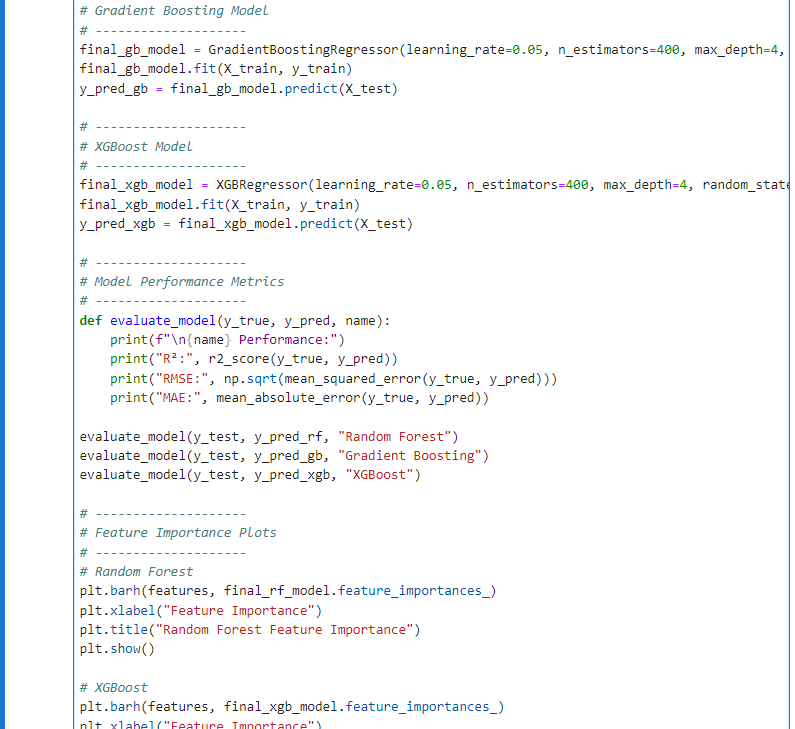 # Gradient Boosting Model
# --------------------
final_gb_model = GradientBoostingRegressor(learning_rate=0.05, n_estimators=400, max_depth=4,
final_gb_model.fit(X_train, y_train)
y_pred_gb = final_gb_model.predict(X_test)

# --------------------
# XGBoost Model
# --------------------
final_xgb_model = XGBRegressor(learning_rate=0.05, n_estimators=400, max_depth=4, random_state
final_xgb_model.fit(X_train, y_train)
y_pred_xgb = final_xgb_model.predict(X_test)

# --------------------
# Model Performance Metrics
# --------------------
def evaluate_model(y_true, y_pred, name):
    print(f"\n{name} Performance:")
    print("R²:", r2_score(y_true, y_pred))
    print("RMSE:", np.sqrt(mean_squared_error(y_true, y_pred)))
    print("MAE:", mean_absolute_error(y_true, y_pred))

evaluate_model(y_test, y_pred_rf, "Random Forest")
evaluate_model(y_test, y_pred_gb, "Gradient Boosting")
evaluate_model(y_test, y_pred_xgb, "XGBoost")

# --------------------
# Feature Importance Plots
# --------------------
# Random Forest
plt.barh(features, final_rf_model.feature_importances_)
plt.xlabel("Feature Importance")
plt.title("Random Forest Feature Importance")
plt.show()

# XGBoost
plt.barh(features, final_xgb_model.feature_importances_)
plt.xlabel("Feature Importance")